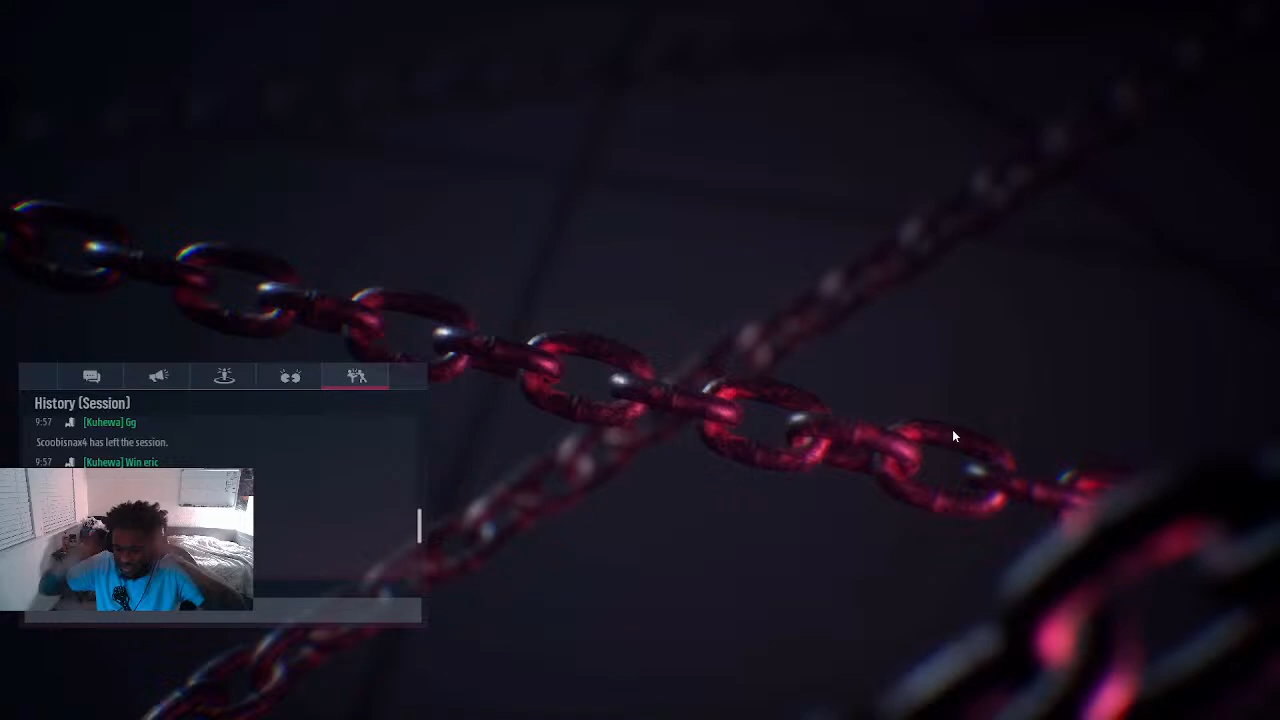 History (Session)
9:57 [Kuhewa] Gg
Scoobisnax4 has left the session.
9:57 [Kuhewa] Win eric